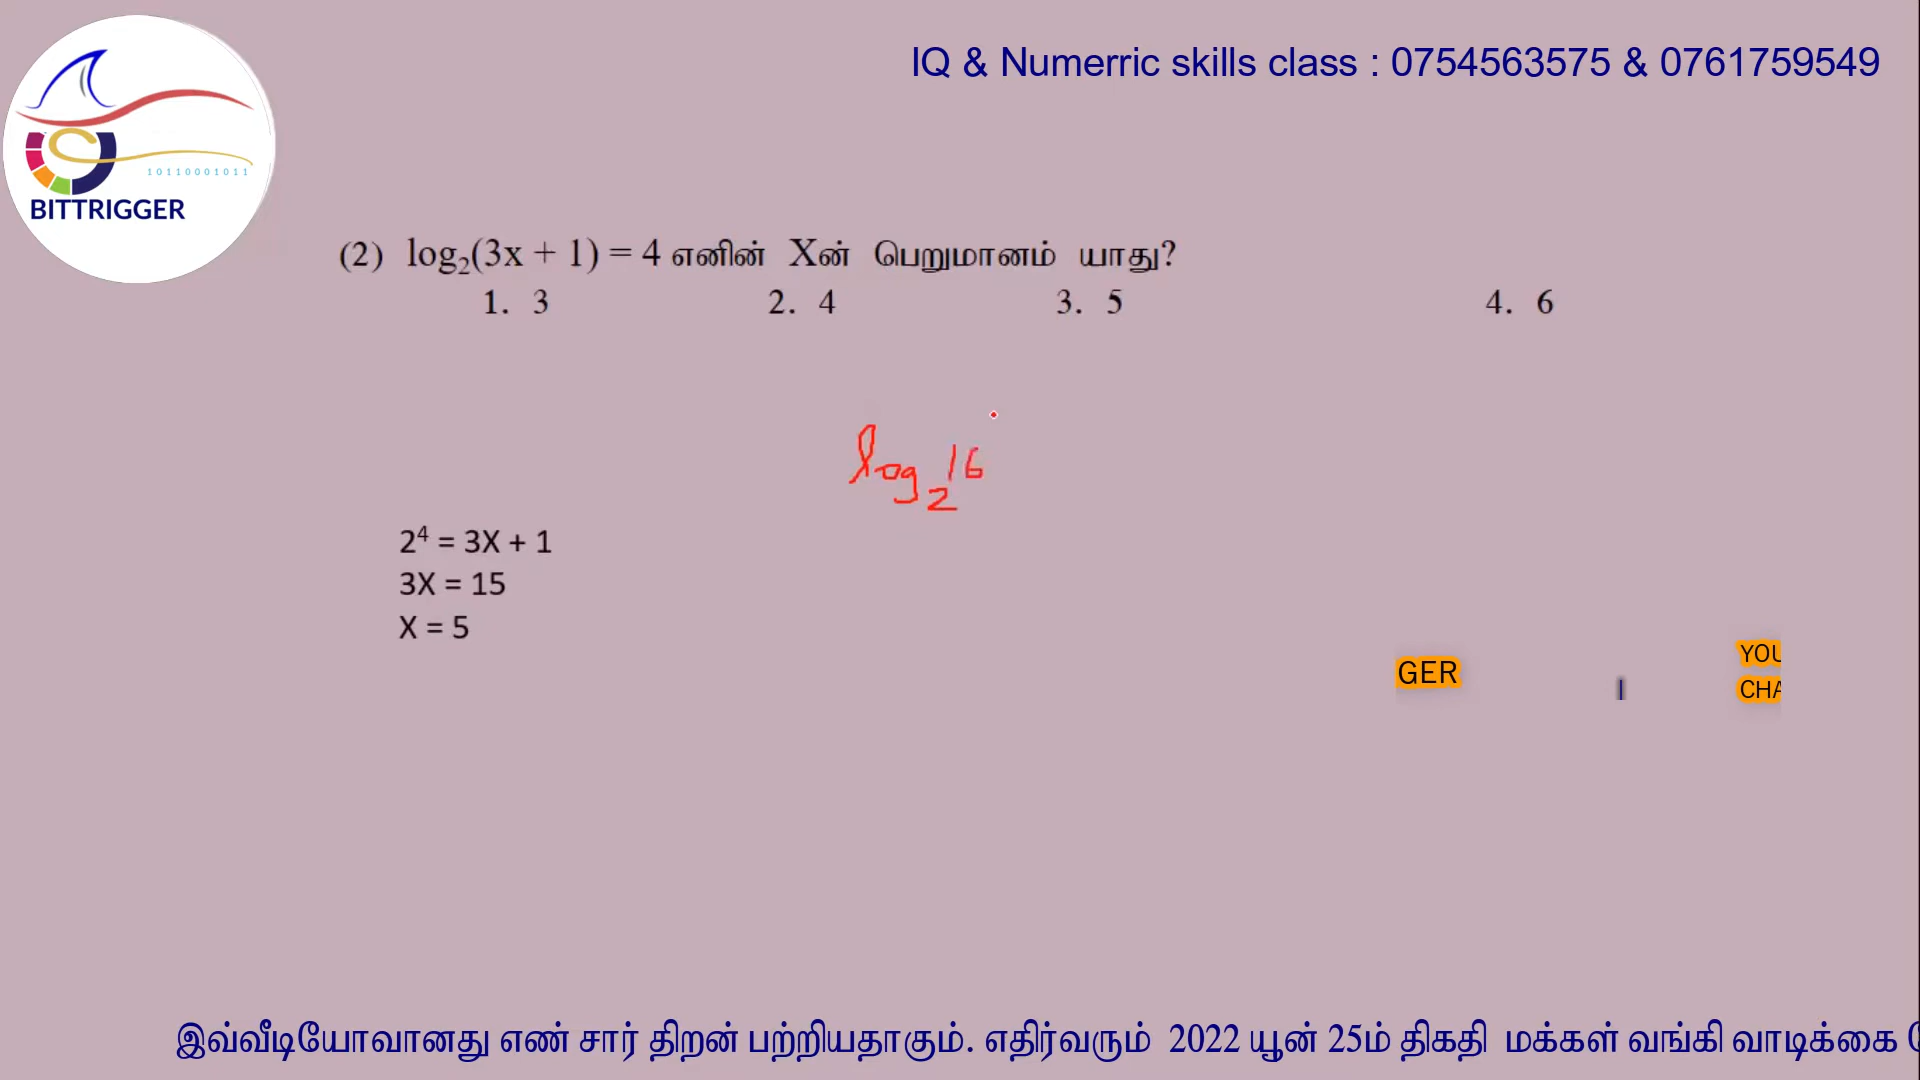 IQ & Numerric skills class : 0754563575 & 0761759549
10110001011
BITTRIGGER
(2) log₂(3x + 1) = 4 எனின் Xன் பெறுமானம் யாது?
1. 3 2. 4 3. 5 4. 6
log₂16
2⁴ = 3X + 1
3X = 15
X = 5
GER
YOU
CHA
இவ்வீடியோவானது எண் சார் திறன் பற்றியதாகும். எதிர்வரும் 2022 யூன் 25ம் திகதி மக்கள் வங்கி வாடிக்கை